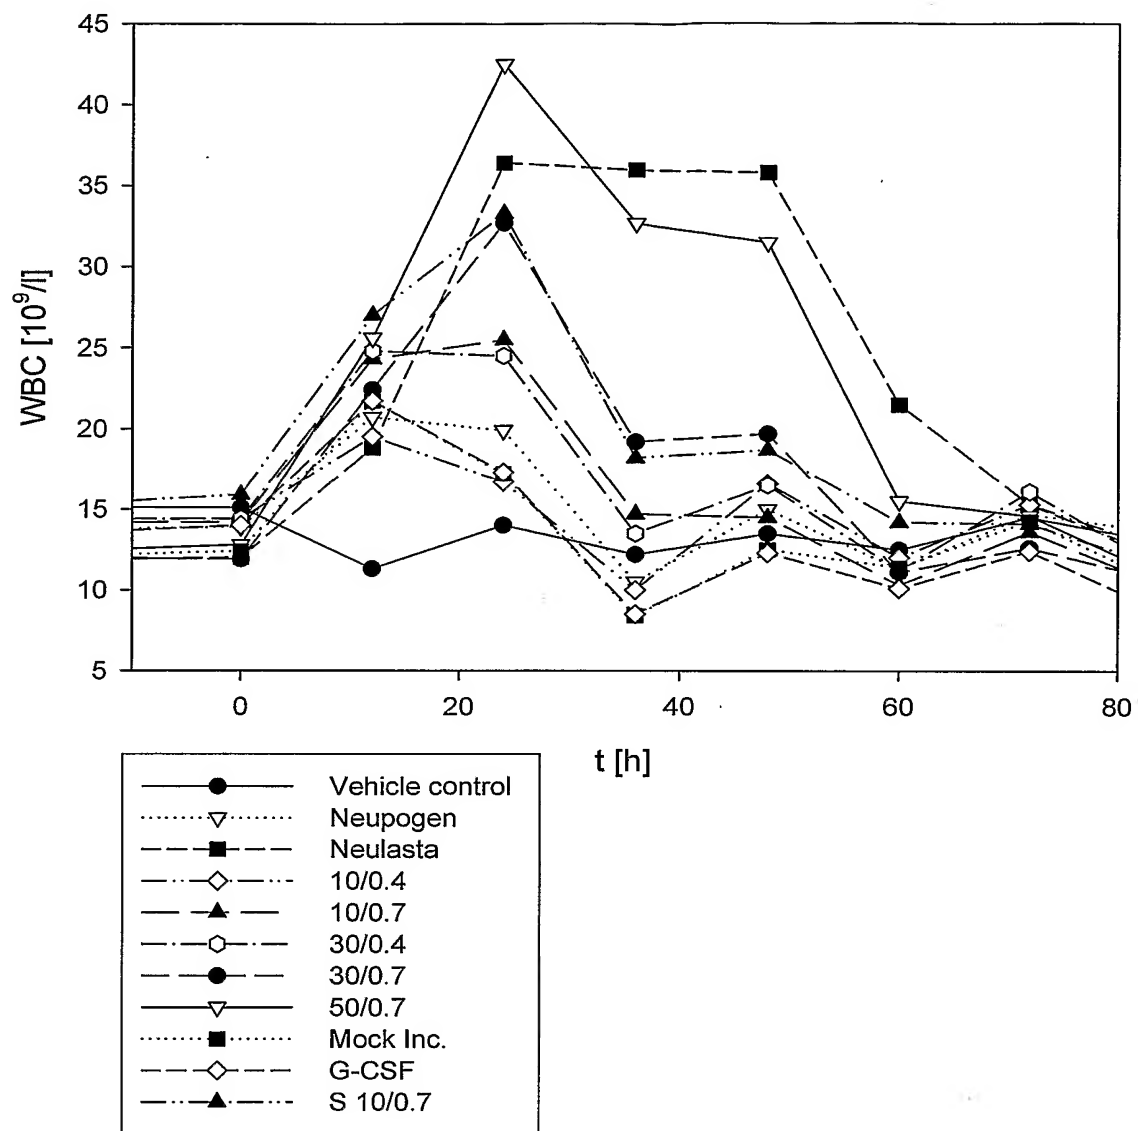 45
40
35
30
25
20
15
10
5
WBC [10⁹/l]
0 20 40 60 80
t [h]
Vehicle control
Neupogen
Neulasta
10/0.4
10/0.7
30/0.4
30/0.7
50/0.7
Mock Inc.
G-CSF
S 10/0.7